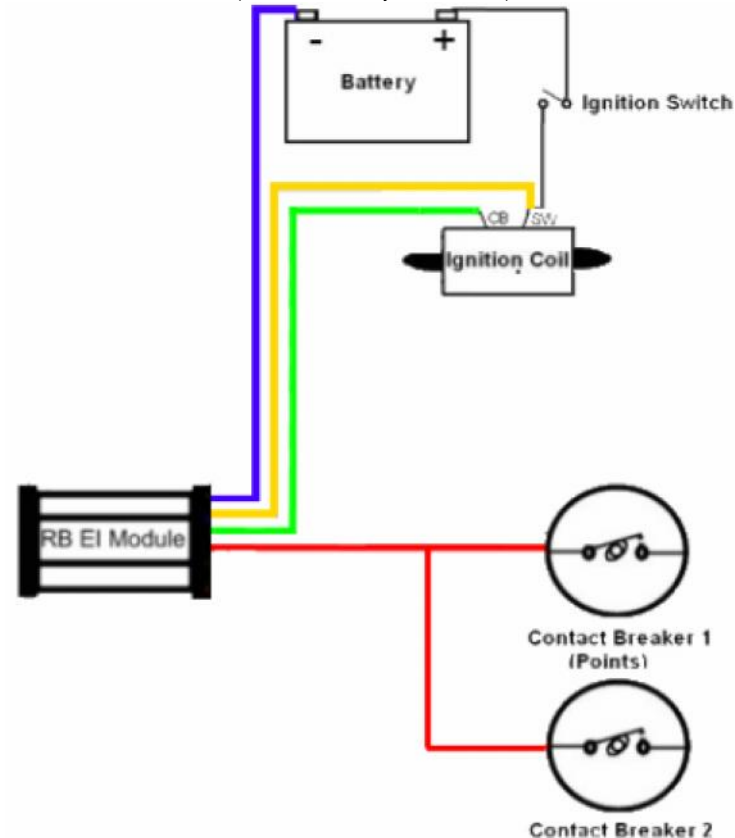 - +
Battery
Ignition Switch
CB SW
Ignition Coil
RB EI Module
Contact Breaker 1
(Points)
Contact Breaker 2